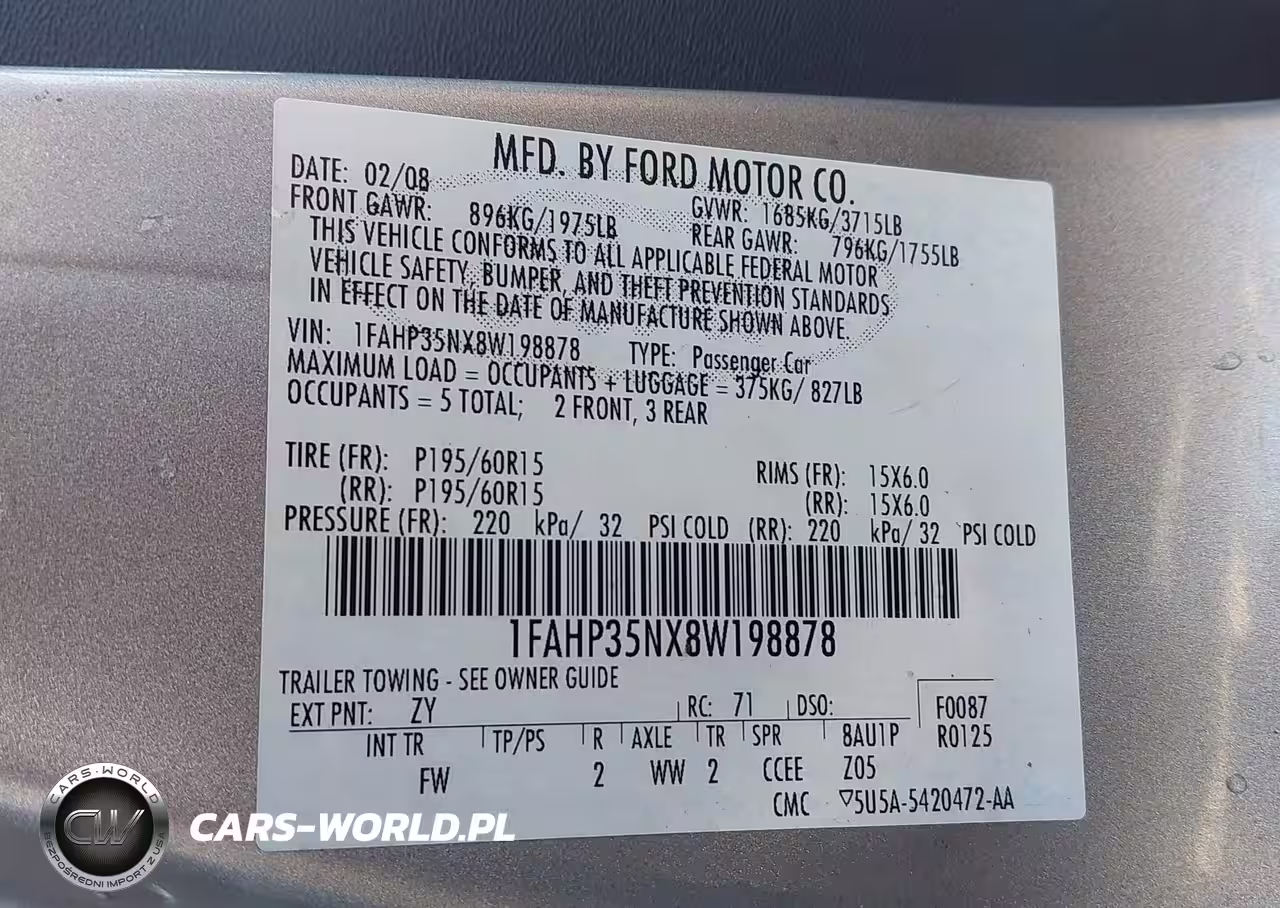 MFD. BY FORD MOTOR CO.
DATE: 02/08 GVWR: 1685KG/3715LB
FRONT GAWR: 896KG/1975LB REAR GAWR: 796KG/1755LB
THIS VEHICLE CONFORMS TO ALL APPLICABLE FEDERAL MOTOR
VEHICLE SAFETY, BUMPER, AND THEFT PREVENTION STANDARDS
IN EFFECT ON THE DATE OF MANUFACTURE SHOWN ABOVE.
VIN: 1FAHP35NX8W198878 TYPE: Passenger Car
MAXIMUM LOAD = OCCUPANTS + LUGGAGE = 375KG/ 827LB
OCCUPANTS = 5 TOTAL; 2 FRONT, 3 REAR
TIRE (FR): P195/60R15 RIMS (FR): 15X6.0
(RR): P195/60R15 (RR): 15X6.0
PRESSURE (FR): 220 kPa/ 32 PSI COLD (RR): 220 kPa/ 32 PSI COLD
1FAHP35NX8W198878
TRAILER TOWING - SEE OWNER GUIDE
EXT PNT: ZY RC: 71 DSO: F0087
INT TR TP/PS R AXLE TR SPR 8AU1P R0125
FW 2 WW 2 CCEE Z05
CMC ▽5U5A-5420472-AA
CARS-WORLD
CW
BEZPOŚREDNI IMPORT Z USA
CARS-WORLD.PL